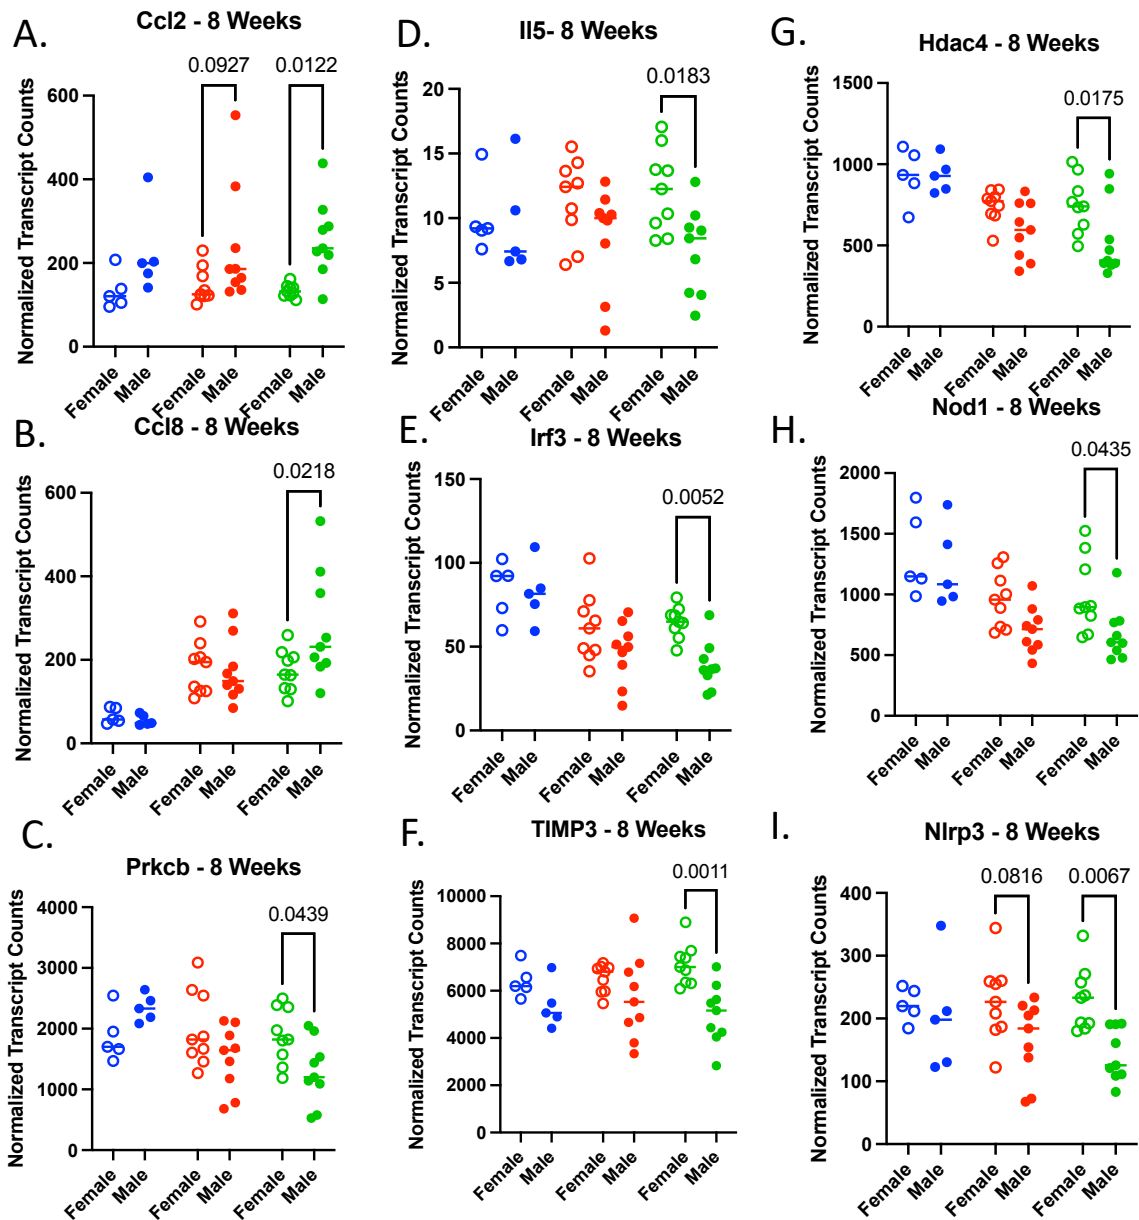 A.
Ccl2 - 8 Weeks
0.0927
0.0122
Normalized Transcript Counts
600
400
200
0
Female
Male
Female
Male
Female
Male
B.
Ccl8 - 8 Weeks
0.0218
Normalized Transcript Counts
600
400
200
0
Female
Male
Female
Male
Female
Male
C.
Prkcb - 8 Weeks
0.0439
Normalized Transcript Counts
4000
3000
2000
1000
0
Female
Male
Female
Male
Female
Male
D.
Il5- 8 Weeks
0.0183
Normalized Transcript Counts
20
15
10
5
0
Female
Male
Female
Male
Female
Male
E.
Irf3 - 8 Weeks
0.0052
Normalized Transcript Counts
150
100
50
0
Female
Male
Female
Male
Female
Male
F.
TIMP3 - 8 Weeks
0.0011
Normalized Transcript Counts
10000
8000
6000
4000
2000
0
Female
Male
Female
Male
Female
Male
G.
Hdac4 - 8 Weeks
0.0175
Normalized Transcript Counts
1500
1000
500
0
Female
Male
Female
Male
Female
Male
H.
Nod1 - 8 Weeks
0.0435
Normalized Transcript Counts
2000
1500
1000
500
0
Female
Male
Female
Male
Female
Male
I.
Nlrp3 - 8 Weeks
0.0816
0.0067
Normalized Transcript Counts
400
300
200
100
0
Female
Male
Female
Male
Female
Male